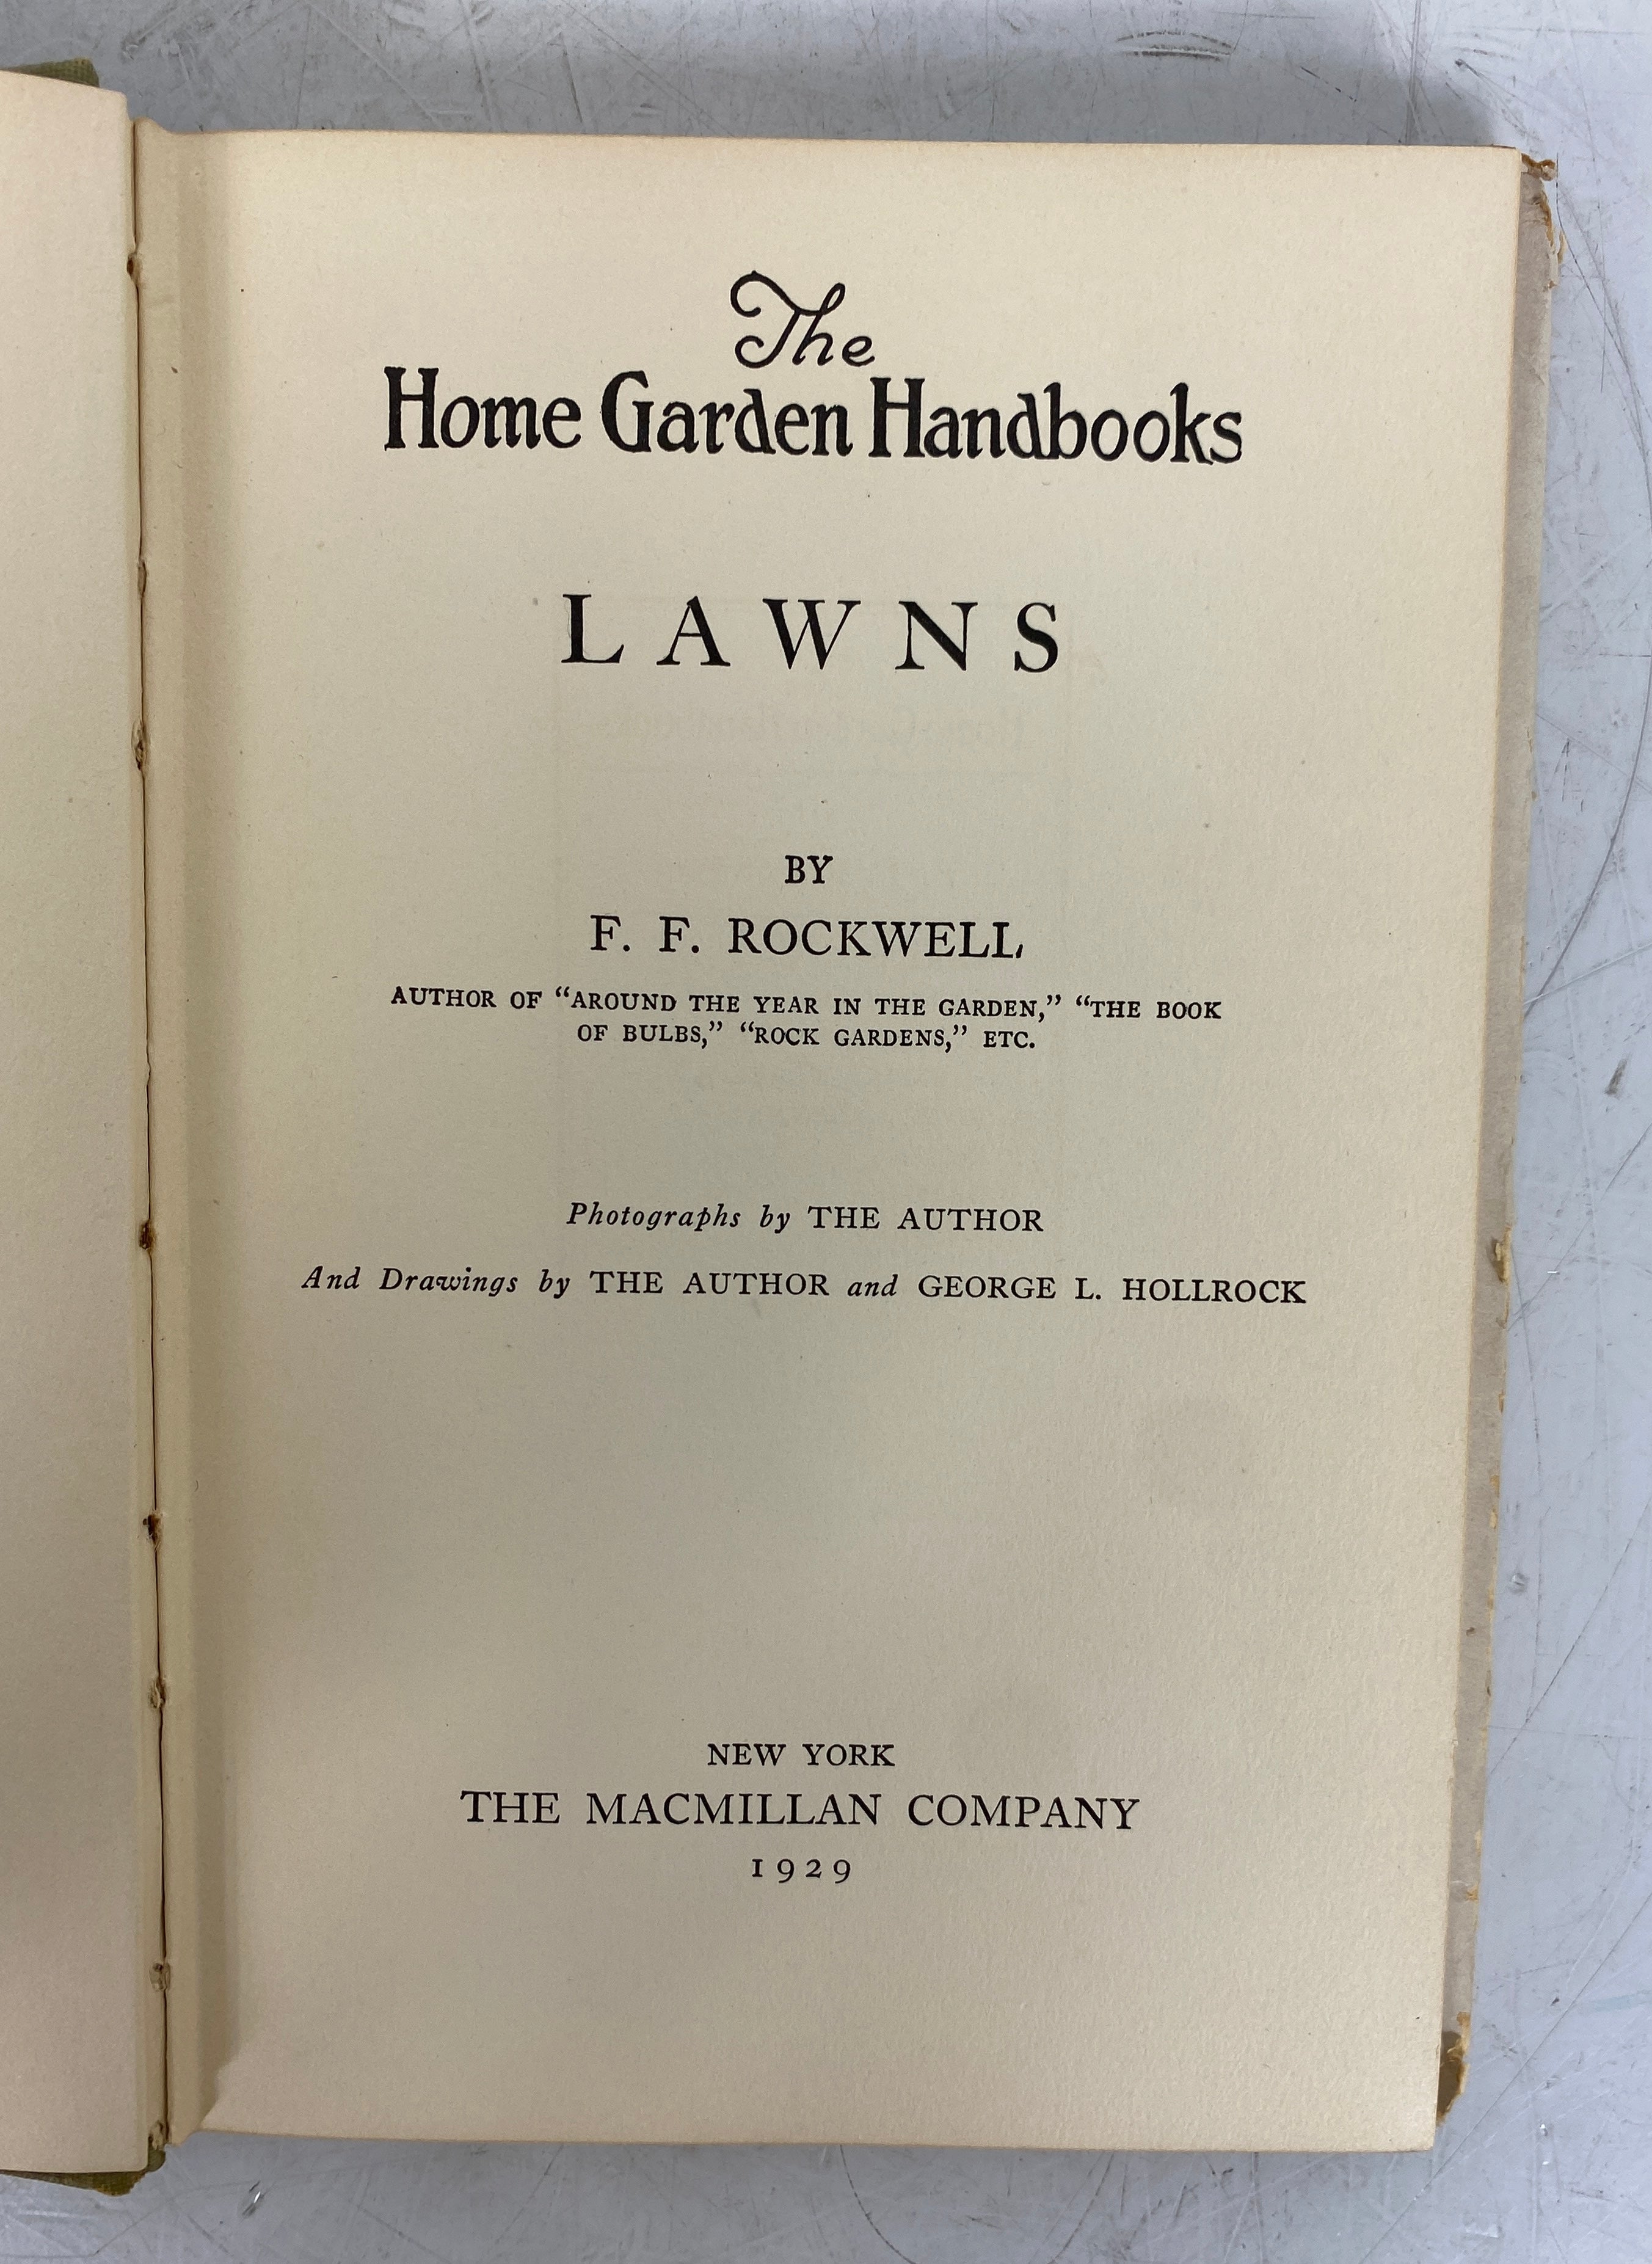 The
Home Garden Handbooks
LAWNS
BY
F. F. ROCKWELL
AUTHOR OF “AROUND THE YEAR IN THE GARDEN,” “THE BOOK
OF BULBS,” “ROCK GARDENS,” ETC.
Photographs by THE AUTHOR
And Drawings by THE AUTHOR and GEORGE L. HOLLROCK
NEW YORK
THE MACMILLAN COMPANY
1929